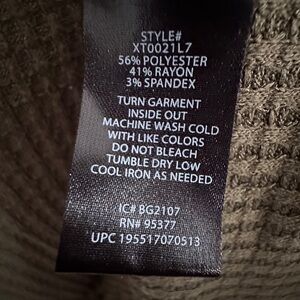 STYLE#
XT0021L7
56% POLYESTER
41% RAYON
3% SPANDEX
TURN GARMENT
INSIDE OUT
MACHINE WASH COLD
WITH LIKE COLORS
DO NOT BLEACH
TUMBLE DRY LOW
COOL IRON AS NEEDED
IC# BG2107
RN# 95377
UPC 195517070513